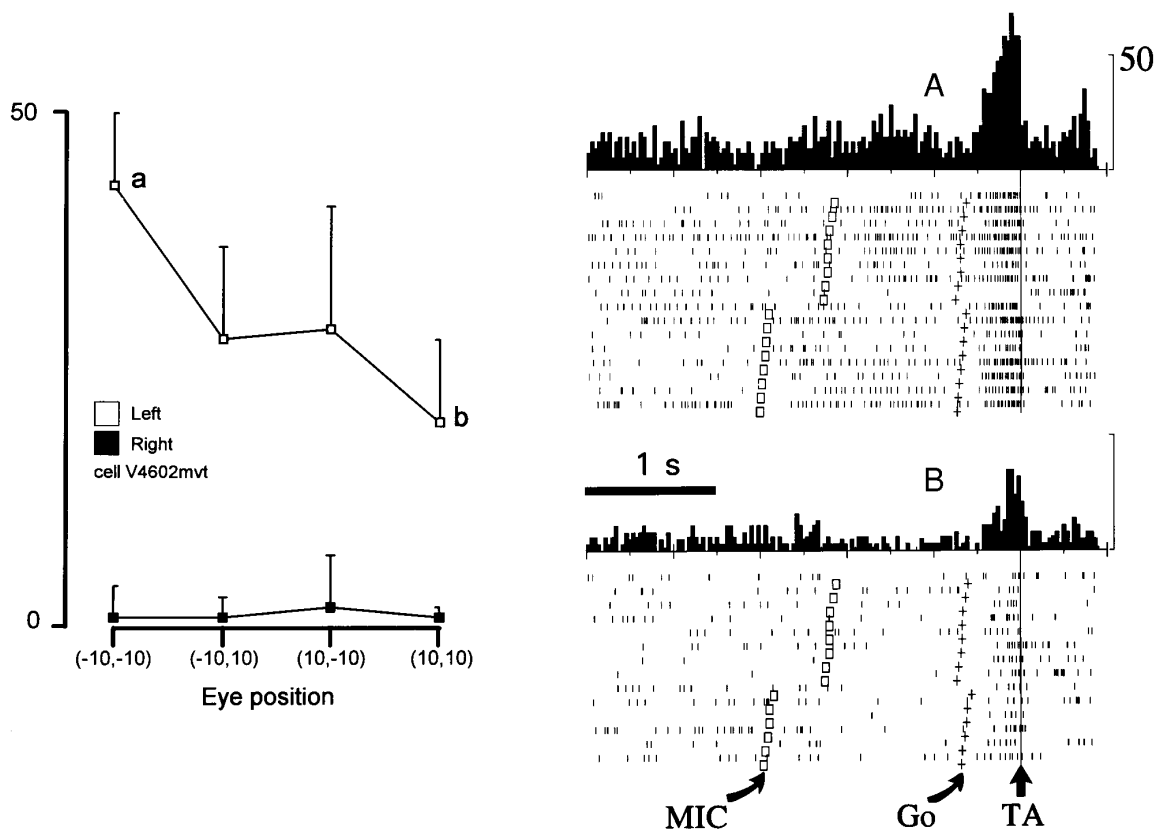 50
a
b
Left
Right
cell V4602mvt
0
(-10,-10) (-10,10) (10,-10) (10,10)
Eye position
A
50
1 s
B
MIC Go TA